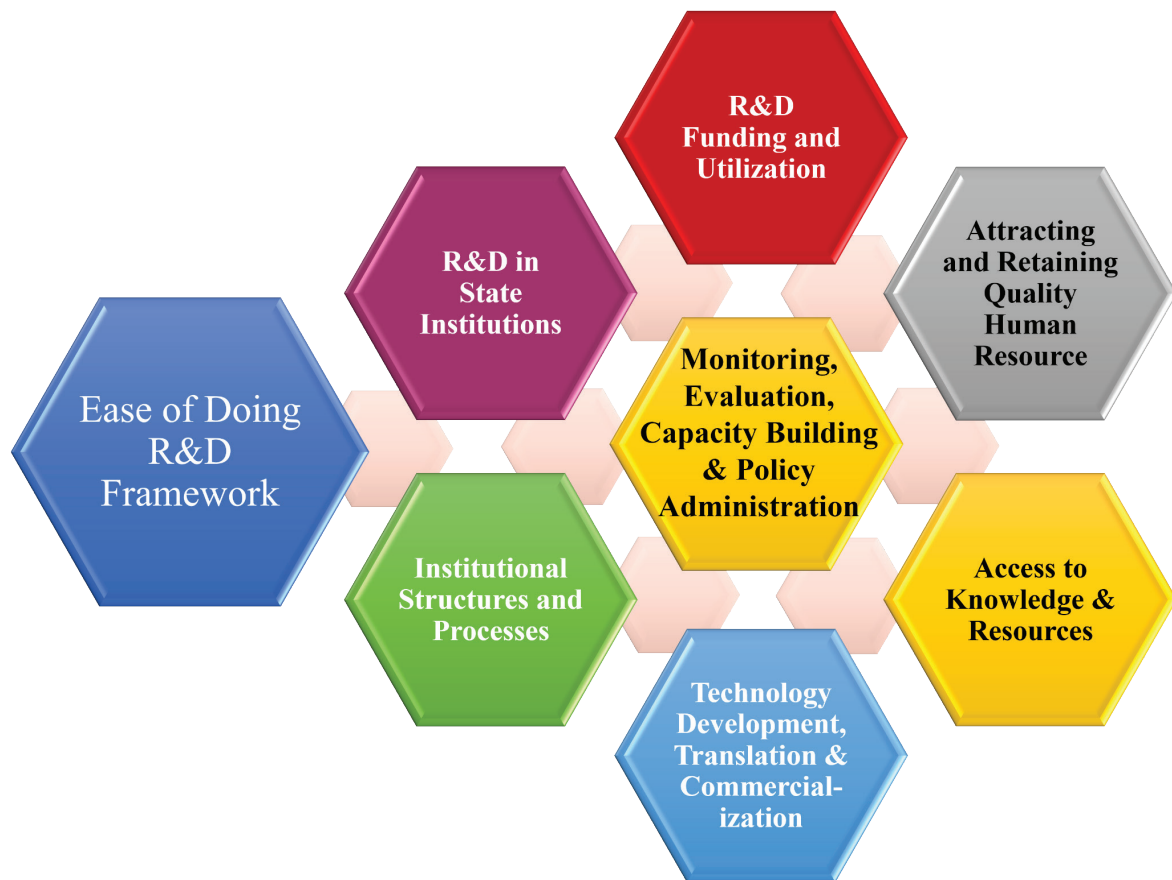 R&D
Funding and
Utilization
R&D in
State
Institutions
Attracting
and Retaining
Quality
Human
Resource
Ease of Doing
R&D
Framework
Monitoring,
Evaluation,
Capacity Building
& Policy
Administration
Institutional
Structures and
Processes
Access to
Knowledge &
Resources
Technology
Development,
Translation &
Commercial-
ization